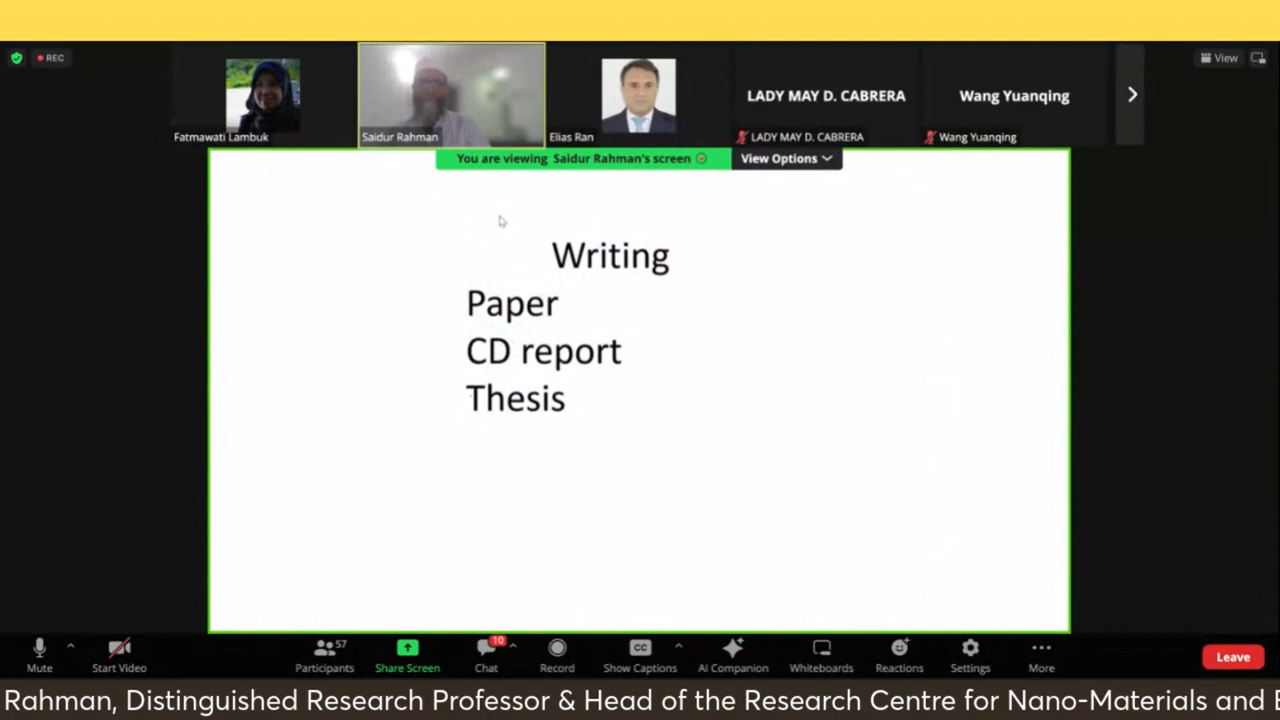 REC
View
LADY MAY D. CABRERA
Wang Yuanqing
Fatmawati Lambuk
Saidur Rahman
Elias Ran
LADY MAY D. CABRERA
Wang Yuanqing
You are viewing Saidur Rahman's screen
View Options
Writing
Paper
CD report
Thesis
57
10
CC
Mute
Start Video
Participants
Share Screen
Chat
Record
Show Captions
AI Companion
Whiteboards
Reactions
Settings
More
Leave
Rahman, Distinguished Research Professor & Head of the Research Centre for Nano-Materials and